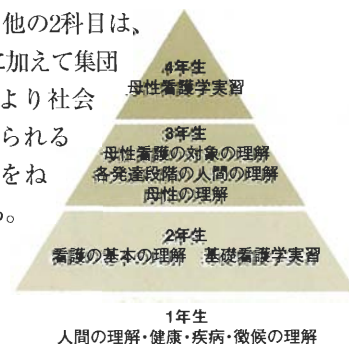 他の2科目は、
に加えて集団
より社会
られる
をね
る。
4年生
母性看護学実習
3年生
母性看護の対象の理解
各発達段階の人間の理解
母性の理解
2年生
看護の基本の理解 基礎看護学実習
1年生
人間の理解・健康・疾病・徴候の理解